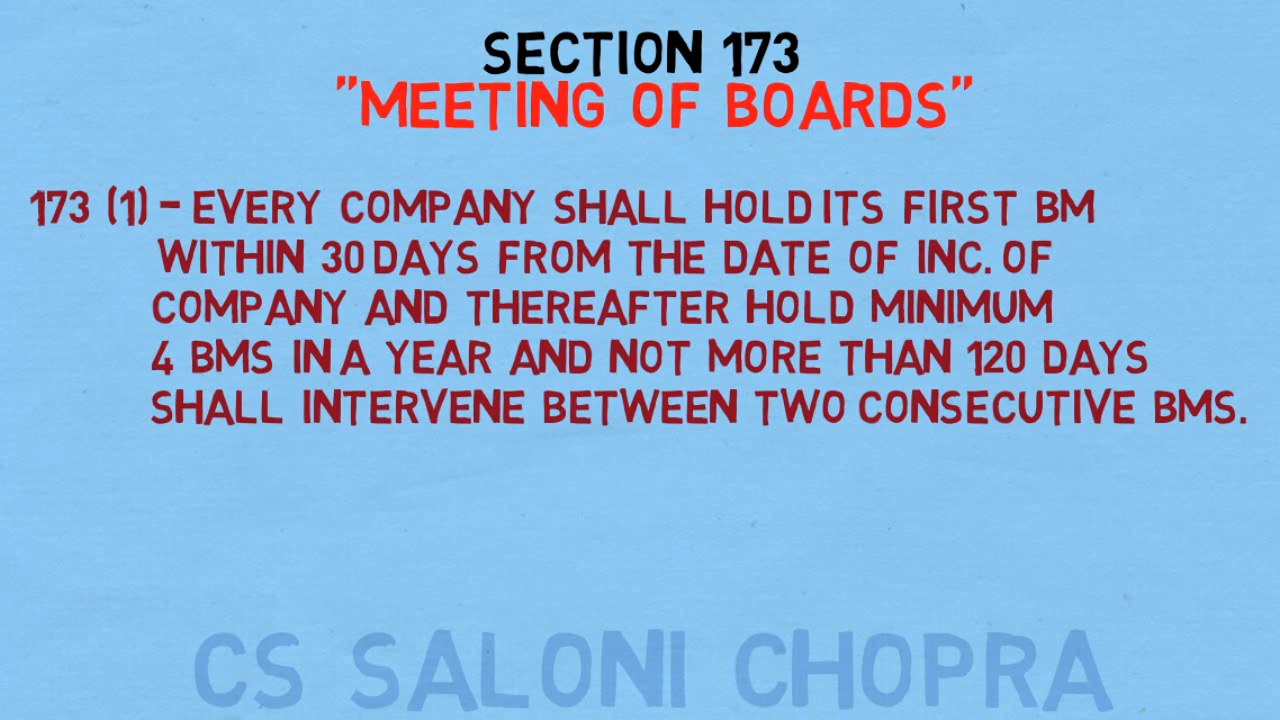 SECTION 173
"MEETING OF BOARDS"
173 (1) - EVERY COMPANY SHALL HOLD ITS FIRST BM
WITHIN 30 DAYS FROM THE DATE OF INC. OF
COMPANY AND THEREAFTER HOLD MINIMUM
4 BMS IN A YEAR AND NOT MORE THAN 120 DAYS
SHALL INTERVENE BETWEEN TWO CONSECUTIVE BMS.
CS SALONI CHOPRA